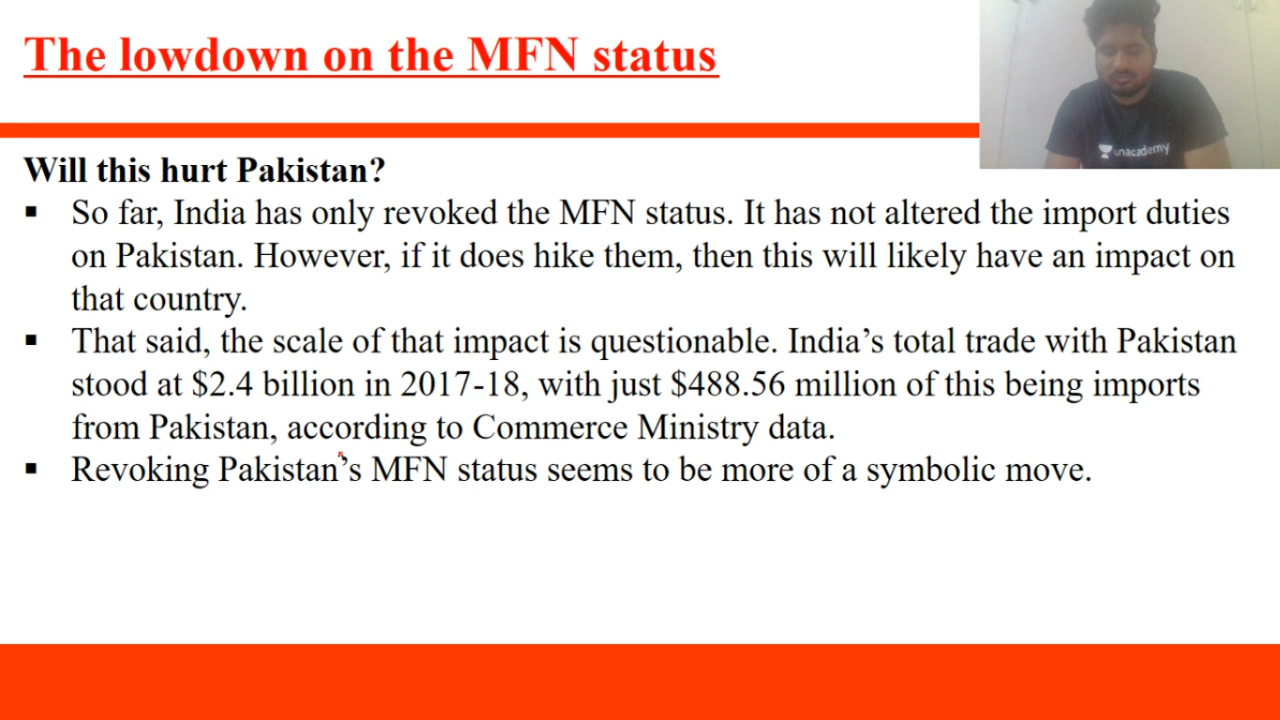 The lowdown on the MFN status
unacademy
Will this hurt Pakistan?
▪ So far, India has only revoked the MFN status. It has not altered the import duties
on Pakistan. However, if it does hike them, then this will likely have an impact on
that country.
▪ That said, the scale of that impact is questionable. India’s total trade with Pakistan
stood at $2.4 billion in 2017-18, with just $488.56 million of this being imports
from Pakistan, according to Commerce Ministry data.
▪ Revoking Pakistan’s MFN status seems to be more of a symbolic move.